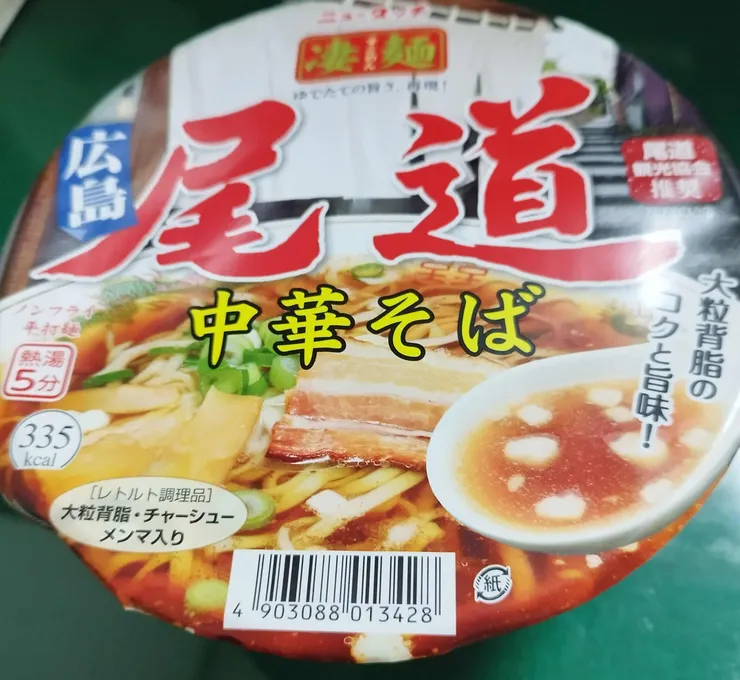 ニュータッチ
凄麺
ゆでたての旨さ、再現!
広島
尾道
尾道
観光協会
推奨
中華そば
ノンフライ
平打麺
熱湯
5分
335
kcal
大粒背脂の
コクと旨味!
[レトルト調理品]
大粒背脂・チャーシュー
メンマ入り
紙
4 903088 013428